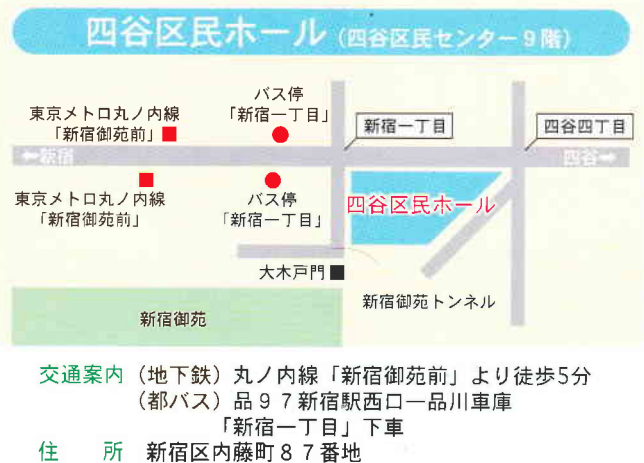 四谷区民ホール（四谷区民センター９階）
バス停
「新宿一丁目」
東京メトロ丸ノ内線
「新宿御苑前」
新宿一丁目
四谷四丁目
←新宿
四谷→
東京メトロ丸ノ内線
「新宿御苑前」
バス停
「新宿一丁目」
四谷区民ホール
大木戸門
新宿御苑トンネル
新宿御苑
交通案内（地下鉄）丸ノ内線「新宿御苑前」より徒歩5分
（都バス）品９７新宿駅西口ー品川車庫
「新宿一丁目」下車
住　所　新宿区内藤町８７番地